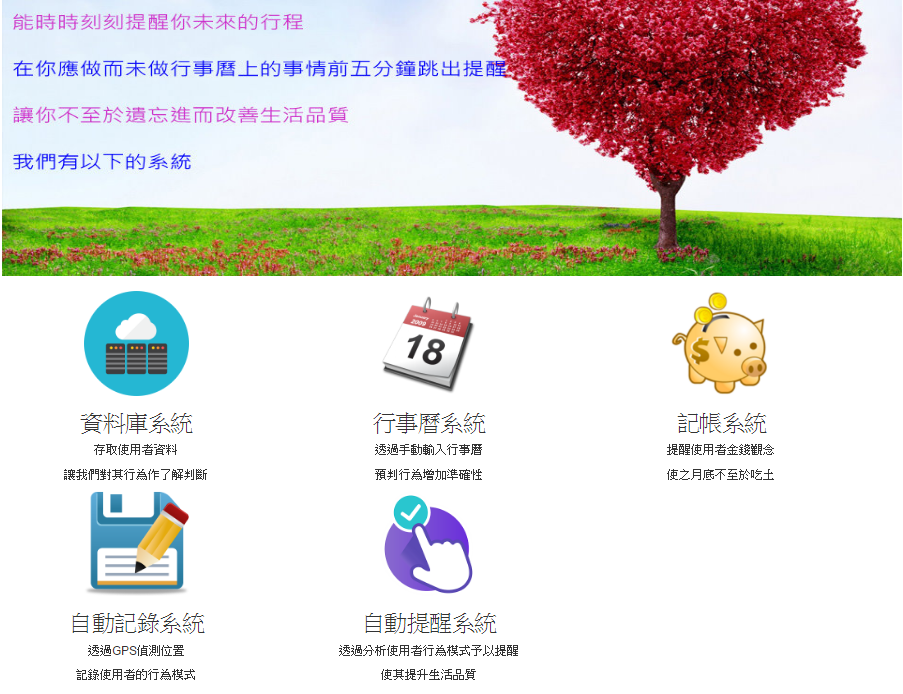 能時時刻刻提醒你未來的行程
在你應做而未做行事曆上的事情前五分鐘跳出提醒
讓你不至於遺忘進而改善生活品質
我們有以下的系統
2009
18
$
資料庫系統
存取使用者資料
讓我們對其行為作了解判斷
行事曆系統
透過手動輸入行事曆
預判行為增加準確性
記帳系統
提醒使用者金錢觀念
使之月底不至於吃土
自動記錄系統
透過GPS偵測位置
記錄使用者的行為模式
自動提醒系統
透過分析使用者行為模式予以提醒
使其提升生活品質